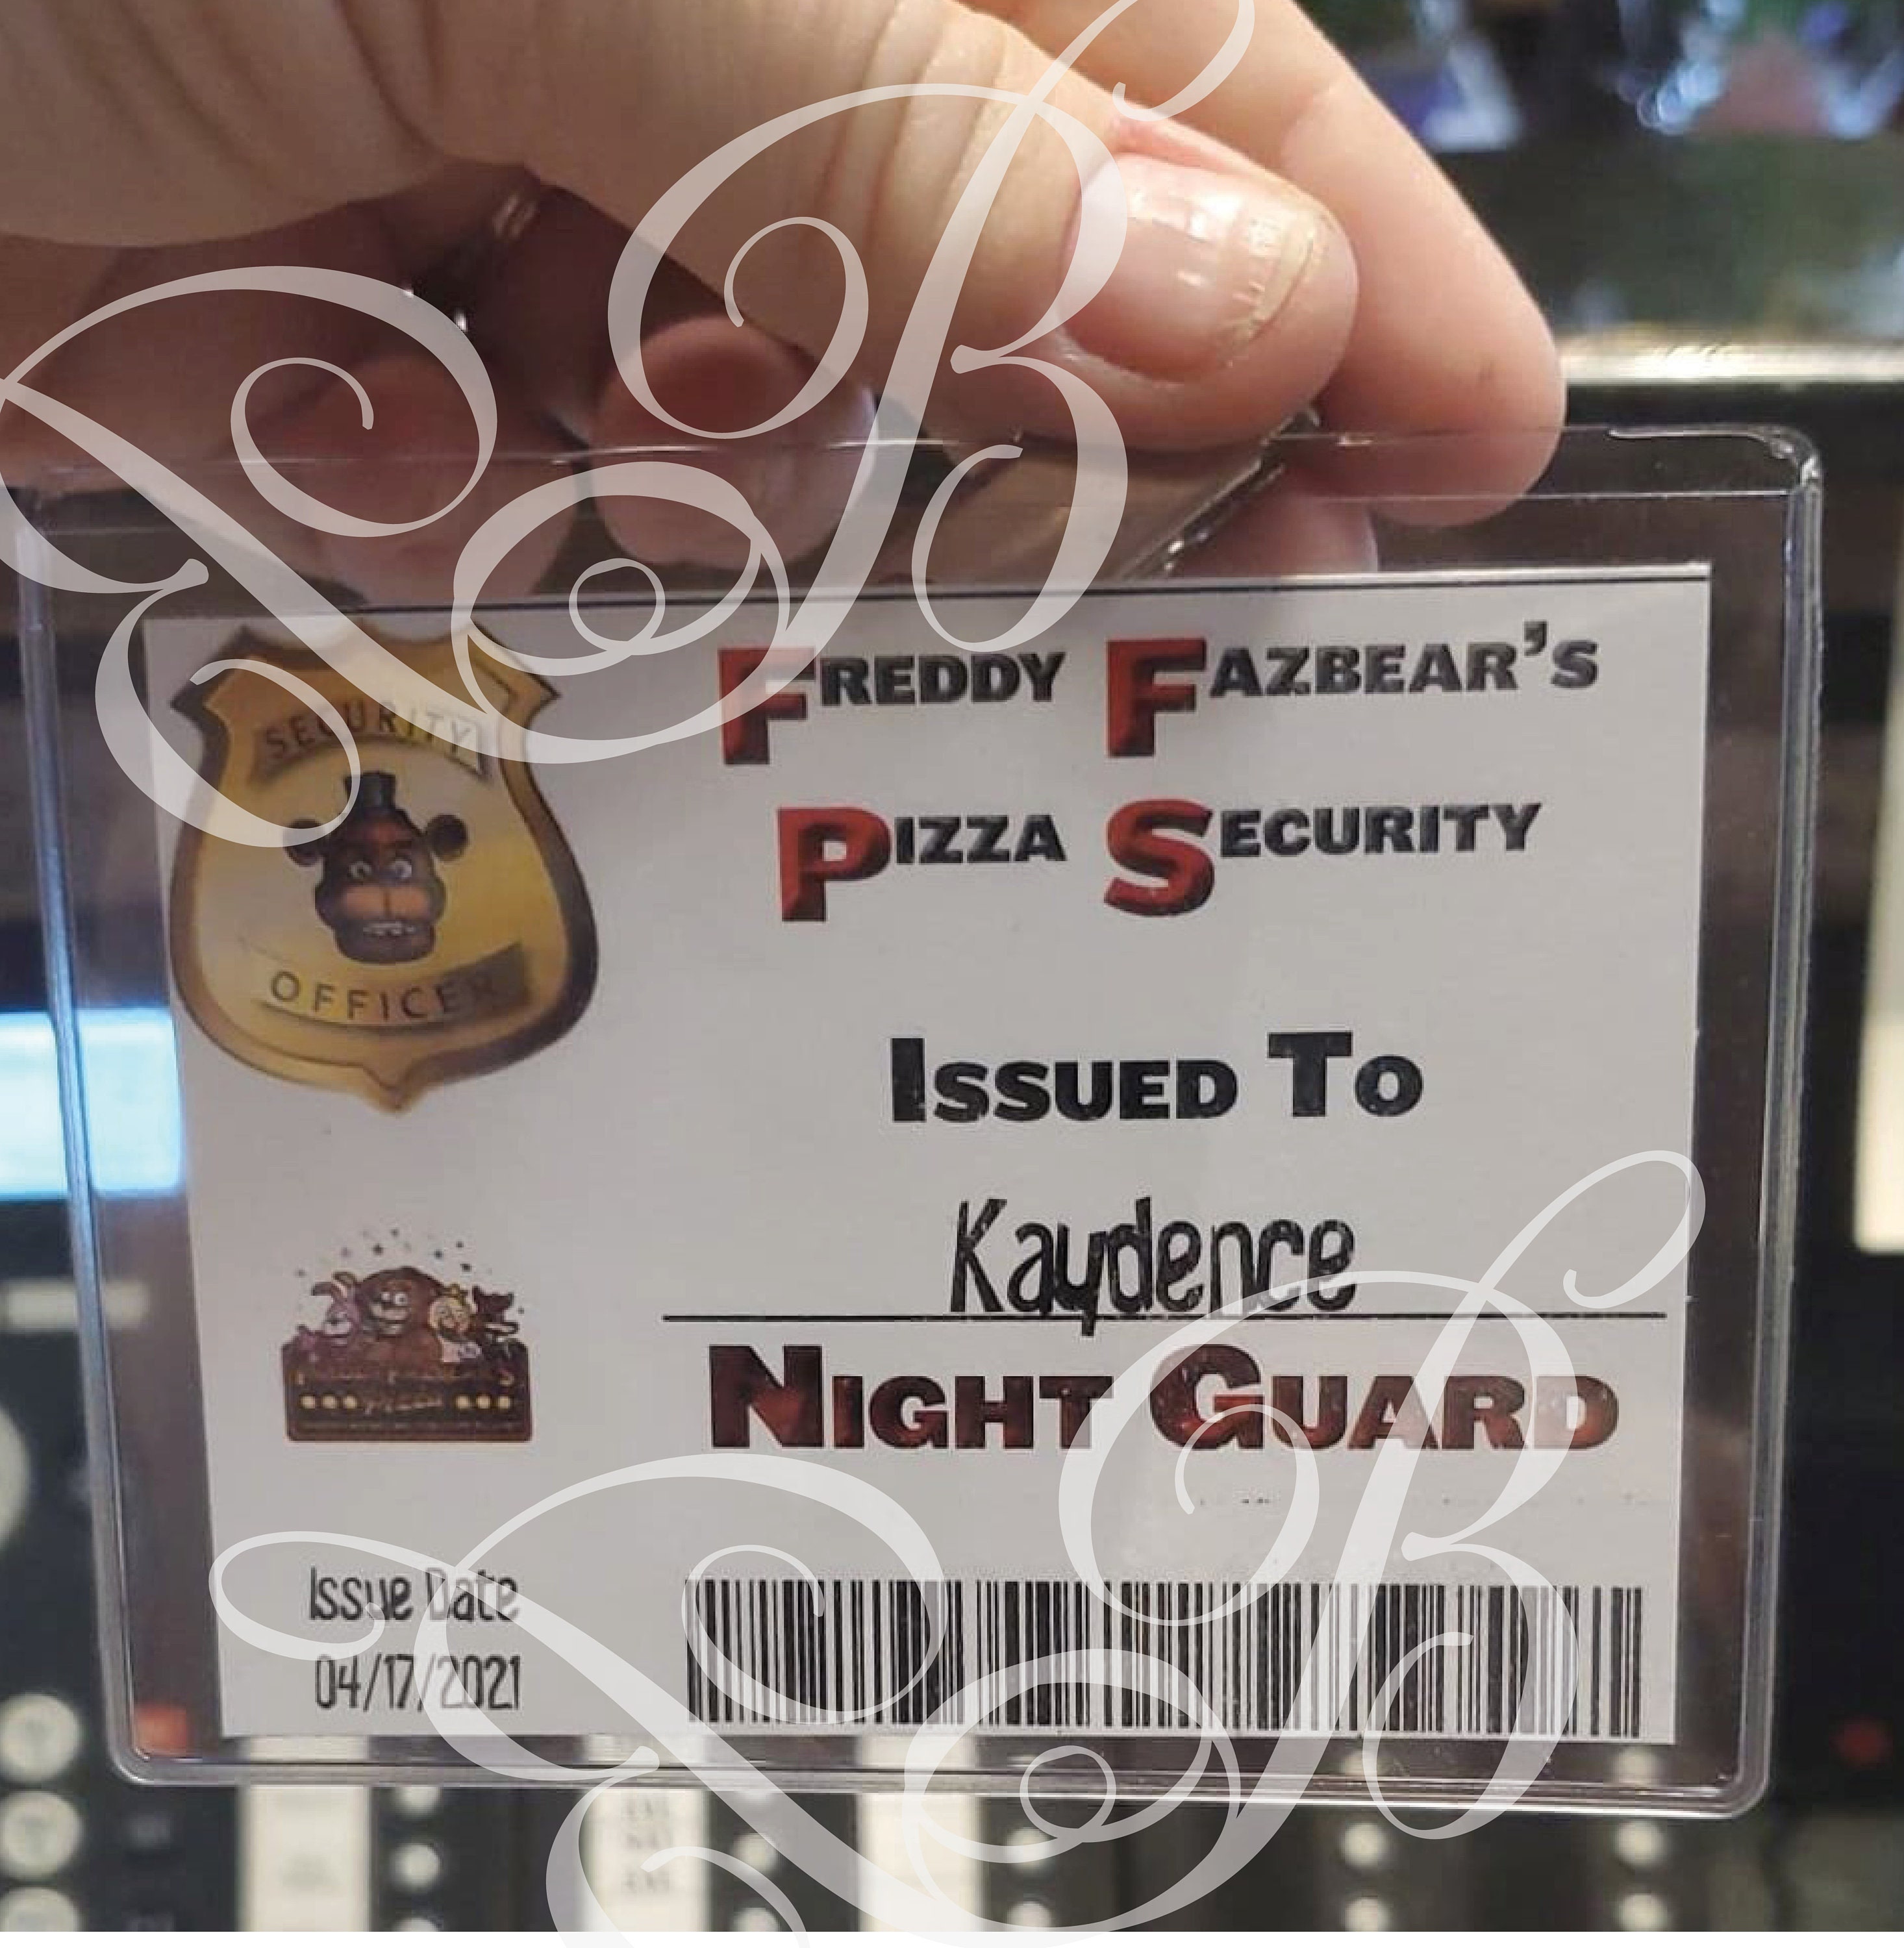 SECURITY
OFFICER
FREDDY FAZBEAR'S
PIZZA SECURITY
ISSUED TO
Kaydence
NIGHT GUARD
Issue Date
04/17/2021